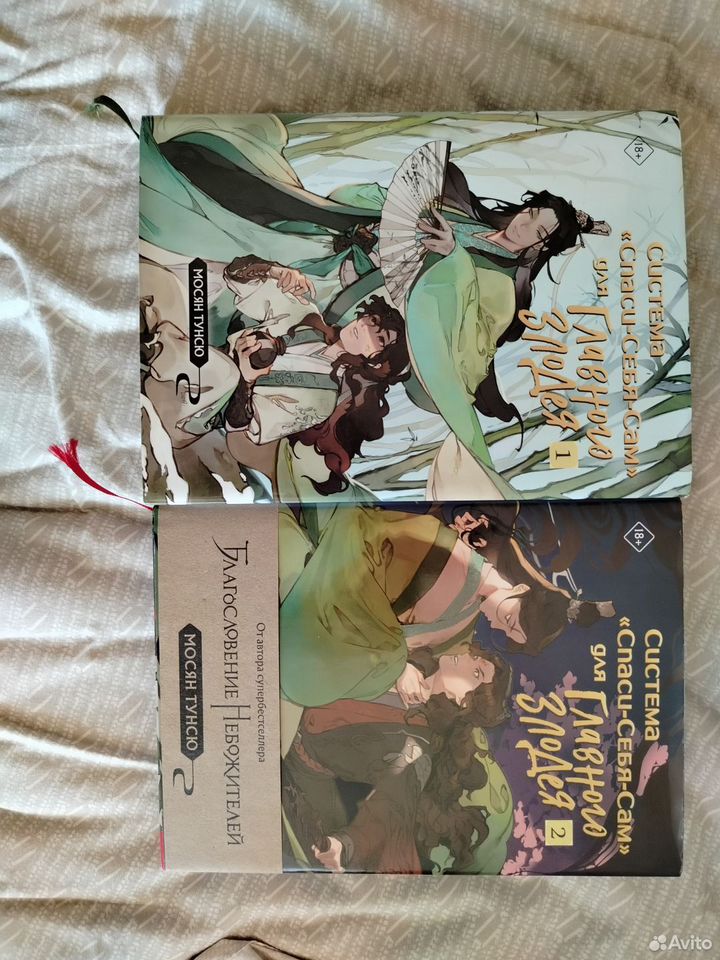 18+
Система
«Спаси-Себя-Сам»
для
Главного
Злодея
1
МОСЯН ТУНСЮ
18+
Система
«Спаси-Себя-Сам»
для
Главного
Злодея
2
От автора супербестселлера
Благословение Небожителей
МОСЯН ТУНСЮ
Avito